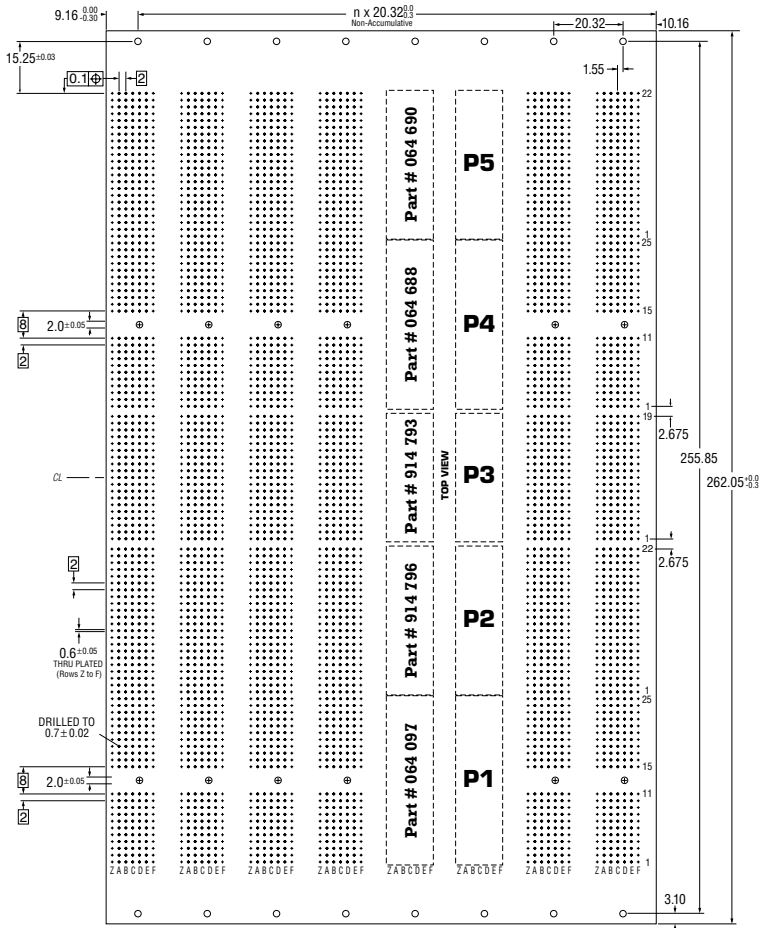 9.16 0.00 -0.30
n x 20.32 0.0 -0.3
Non-Accumulative
20.32
10.16
15.25±0.03
0.1 ⌖
2
1.55
22
Part # 064 690
P5
1
25
Part # 064 688
P4
15
8
2.0±0.05
11
2
1
19
2.675
Part # 914 793
TOP VIEW
P3
255.85
CL
262.05 +0.0 -0.3
1
22
2.675
2
Part # 914 796
P2
0.6±0.05
THRU PLATED
(Rows Z to F)
1
25
DRILLED TO
0.7±0.02
Part # 064 097
P1
15
8
2.0±0.05
11
2
1
Z A B C D E F Z A B C D E F Z A B C D E F Z A B C D E F Z A B C D E F Z A B C D E F Z A B C D E F Z A B C D E F
3.10